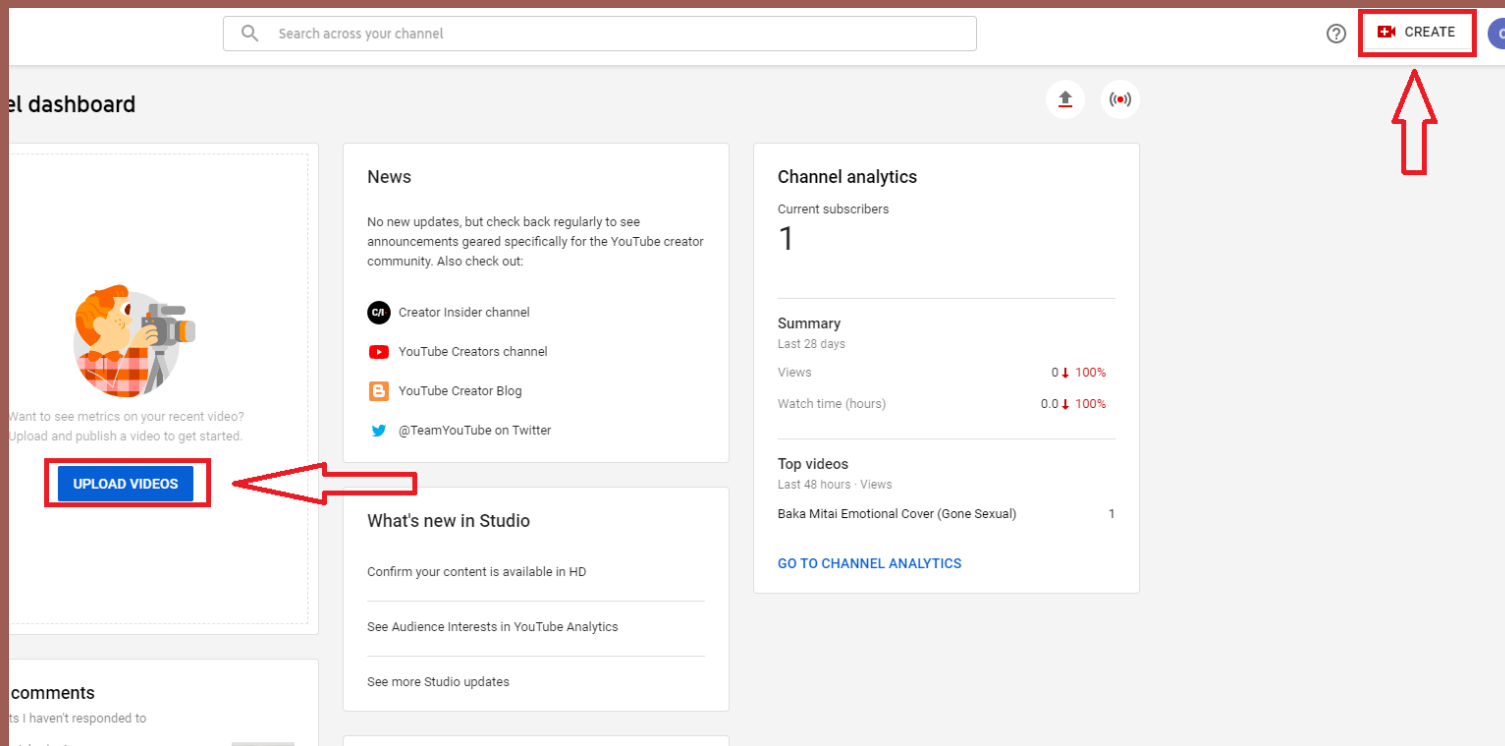 Search across your channel
CREATE
el dashboard
Want to see metrics on your recent video?
Upload and publish a video to get started.
UPLOAD VIDEOS
comments
ts I haven't responded to
News
No new updates, but check back regularly to see
announcements geared specifically for the YouTube creator
community. Also check out:
C/I
Creator Insider channel
YouTube Creators channel
YouTube Creator Blog
@TeamYouTube on Twitter
What's new in Studio
Confirm your content is available in HD
See Audience Interests in YouTube Analytics
See more Studio updates
Channel analytics
Current subscribers
1
Summary
Last 28 days
Views 0 100%
Watch time (hours) 0.0 100%
Top videos
Last 48 hours · Views
Baka Mitai Emotional Cover (Gone Sexual) 1
GO TO CHANNEL ANALYTICS